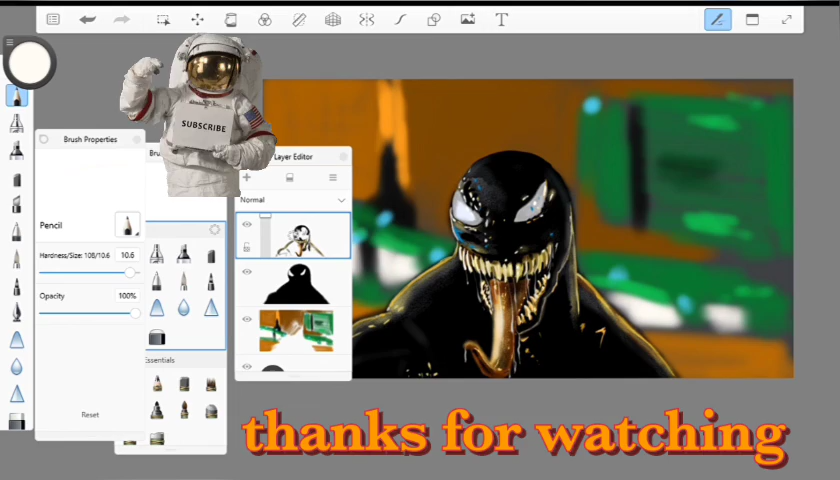 SUBSCRIBE
Brush Properties
Bru
Layer Editor
Normal
Pencil
Hardness/Size: 108/10.6
10.6
Opacity
100%
Essentials
Reset
thanks for watching